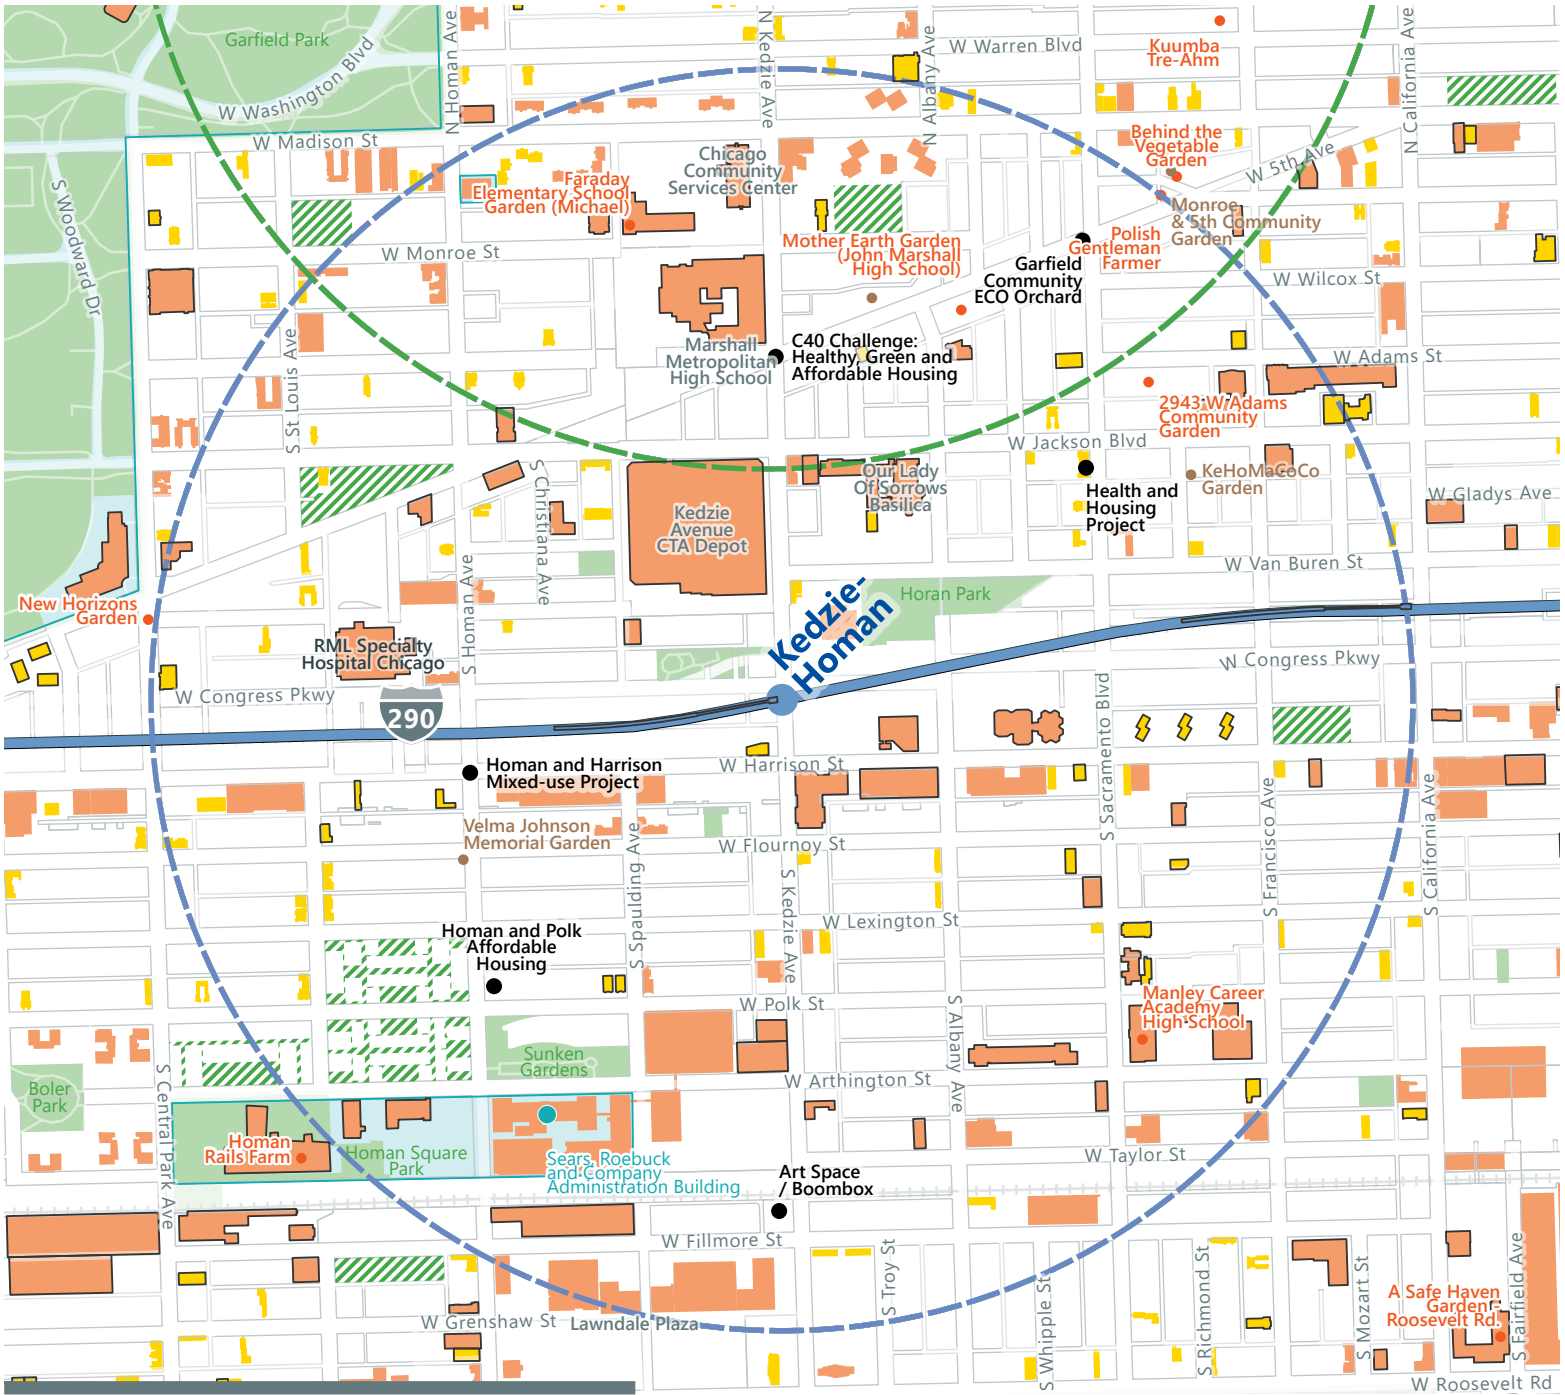 Garfield Park
W Washington Blvd
N Homan Ave
N Kedzie Ave
N Albany Ave
W Warren Blvd
Kuumba
Tre-Ahm
N California Ave
W Madison St
S Woodward Dr
Chicago
Community
Services Center
Behind the
Vegetable
Garden
W 5th Ave
Faraday
Elementary School
Garden (Michael)
Monroe
& 5th Community
Garden
W Monroe St
Mother Earth Garden
(John Marshall
High School)
Polish
Gentleman
Farmer
Garfield
Community
ECO Orchard
W Wilcox St
S St Louis Ave
Marshall
Metropolitan
High School
C40 Challenge:
Healthy, Green and
Affordable Housing
W Adams St
2943 W Adams
Community
Garden
W Jackson Blvd
S Christiana Ave
Our Lady
Of Sorrows
Basilica
KeHoMaCoCo
Garden
Health and
Housing
Project
W Gladys Ave
Kedzie
Avenue
CTA Depot
W Van Buren St
S Homan Ave
New Horizons
Garden
Horan Park
Kedzie-
Homan
RML Specialty
Hospital Chicago
W Congress Pkwy
W Congress Pkwy
290
S Sacramento Blvd
Homan and Harrison
Mixed-use Project
W Harrison St
S Francisco Ave
S California Ave
Velma Johnson
Memorial Garden
S Spaulding Ave
W Flournoy St
S Kedzie Ave
W Lexington St
Homan and Polk
Affordable
Housing
W Polk St
S Albany Ave
Manley Career
Academy
High School
Sunken
Gardens
Boler
Park
S Central Park Ave
W Arthington St
Homan
Rails Farm
Homan Square
Park
Sears, Roebuck
and Company
Administration Building
W Taylor St
Art Space
/ Boombox
W Fillmore St
S Troy St
S Whipple St
S Richmond St
S Mozart St
S Fairfield Ave
W Grenshaw St
Lawndale Plaza
A Safe Haven
Garden -
Roosevelt Rd.
W Roosevelt Rd